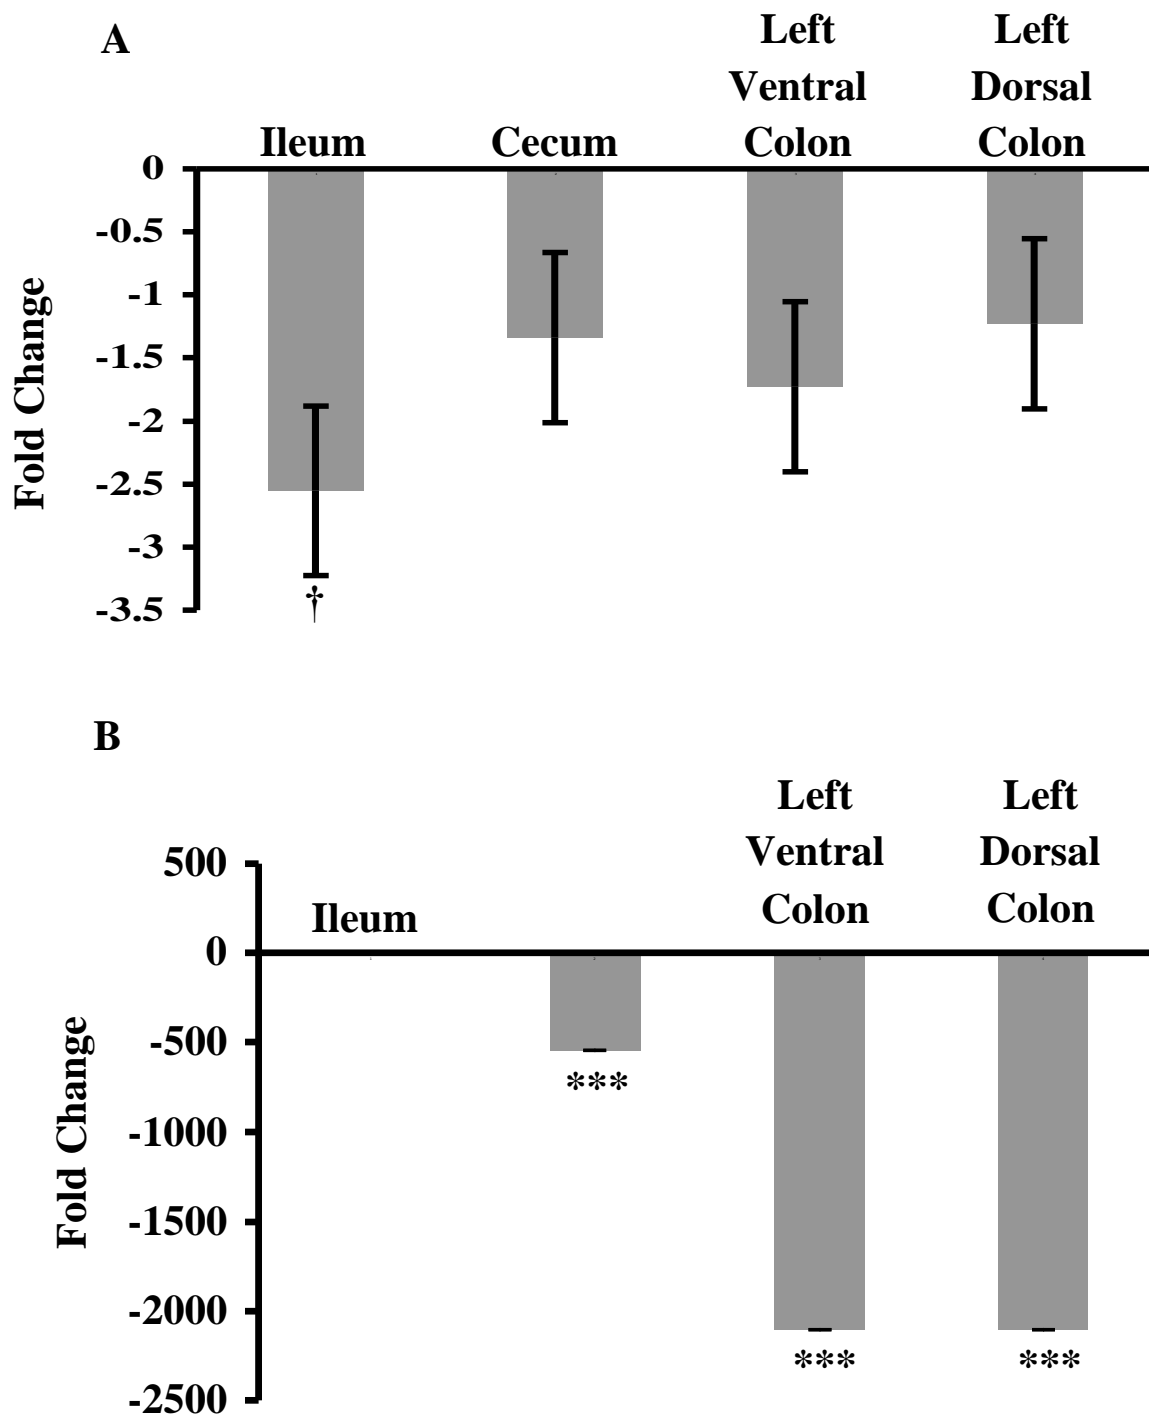 A
Left
Ventral
Colon
Left
Dorsal
Colon
Ileum
Cecum
0
-0.5
-1
-1.5
-2
-2.5
-3
-3.5
Fold Change
†
B
Left
Ventral
Colon
Left
Dorsal
Colon
Ileum
500
0
-500
-1000
-1500
-2000
-2500
Fold Change
***
***
***